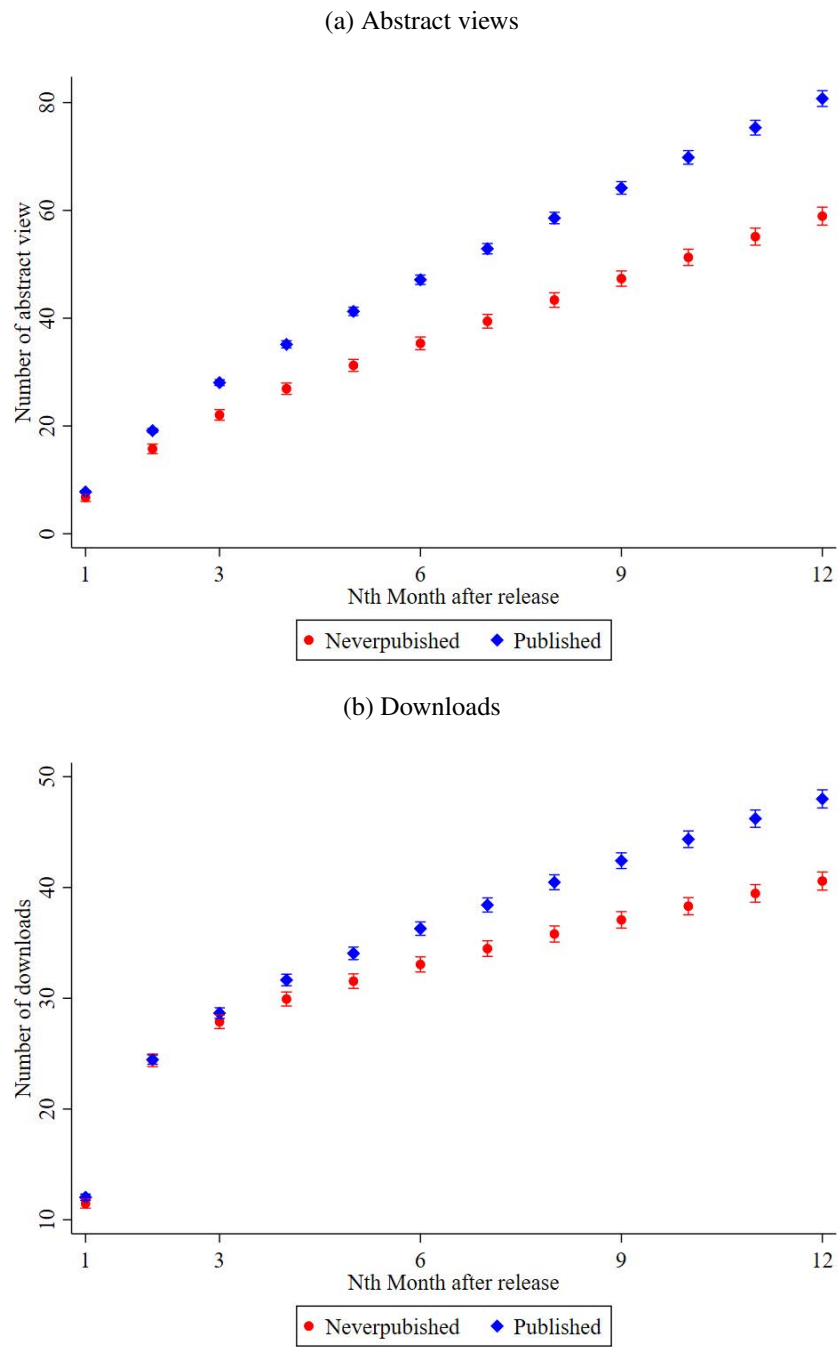 (a) Abstract views
Number of abstract view
80
60
40
20
0
1 3 6 9 12
Nth Month after release
Neverpubished Published
(b) Downloads
Number of downloads
50
40
30
20
10
1 3 6 9 12
Nth Month after release
Neverpubished Published